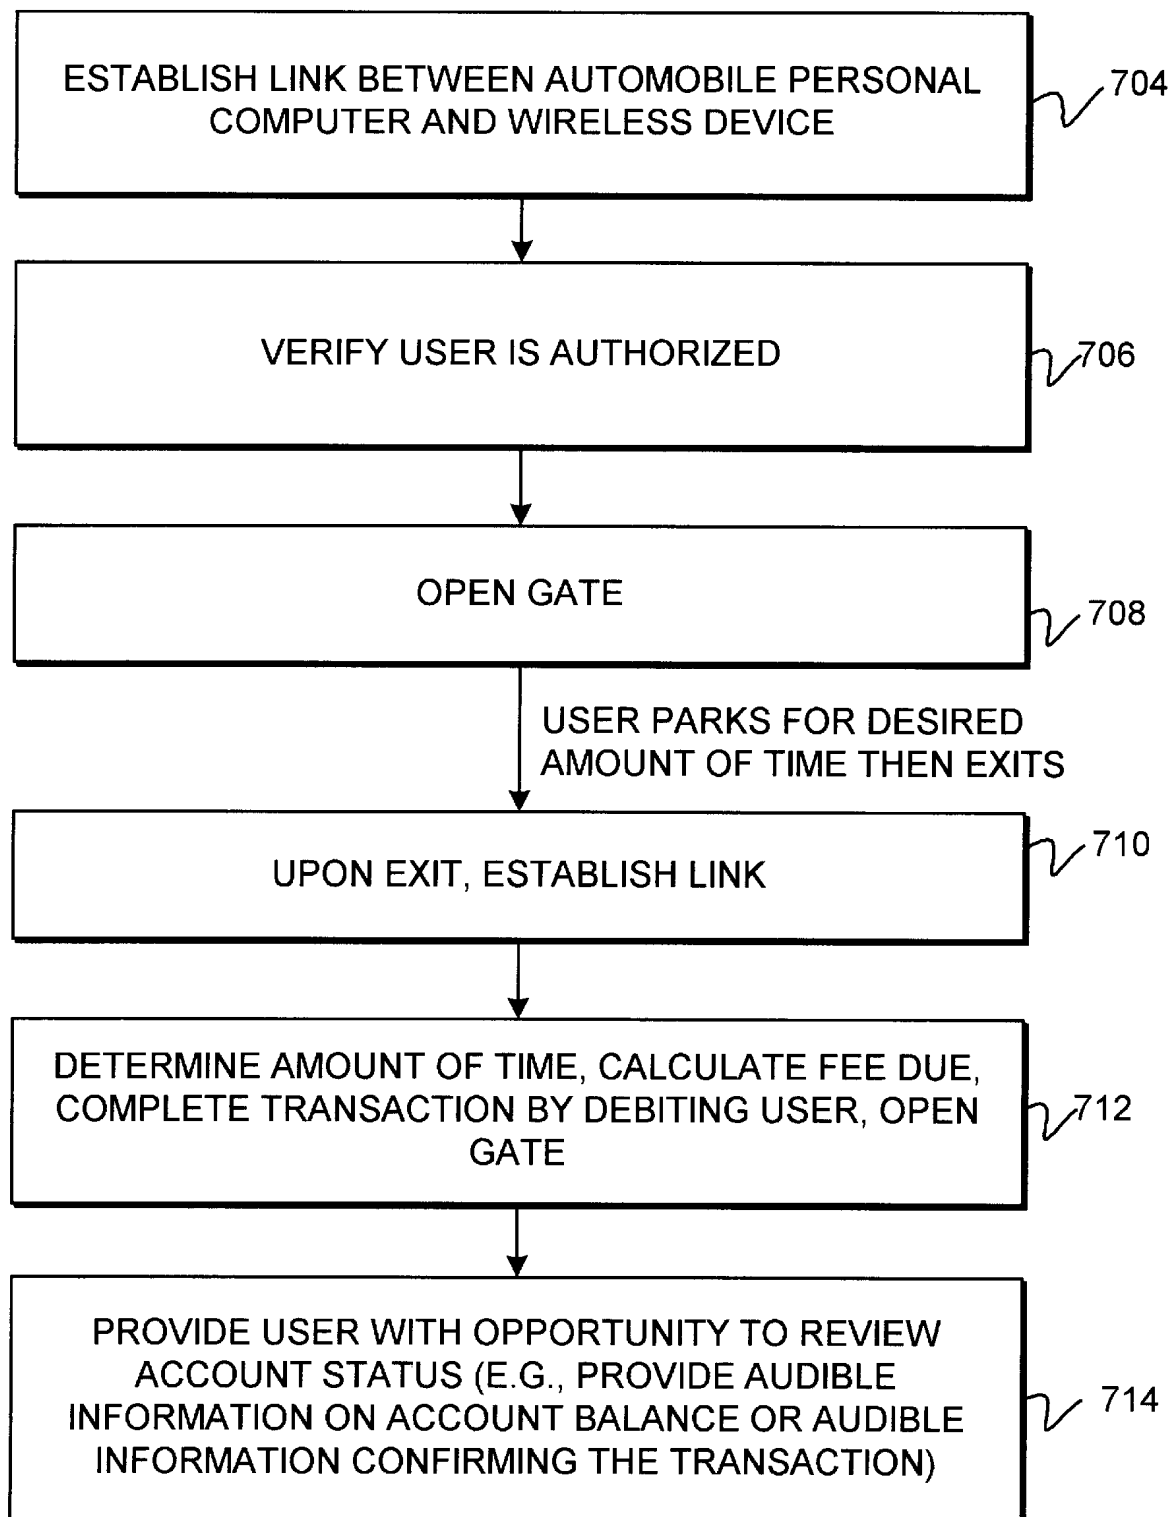 ESTABLISH LINK BETWEEN AUTOMOBILE PERSONAL
COMPUTER AND WIRELESS DEVICE
704
VERIFY USER IS AUTHORIZED
706
OPEN GATE
708
USER PARKS FOR DESIRED
AMOUNT OF TIME THEN EXITS
UPON EXIT, ESTABLISH LINK
710
DETERMINE AMOUNT OF TIME, CALCULATE FEE DUE,
COMPLETE TRANSACTION BY DEBITING USER, OPEN
GATE
712
PROVIDE USER WITH OPPORTUNITY TO REVIEW
ACCOUNT STATUS (E.G., PROVIDE AUDIBLE
INFORMATION ON ACCOUNT BALANCE OR AUDIBLE
INFORMATION CONFIRMING THE TRANSACTION)
714